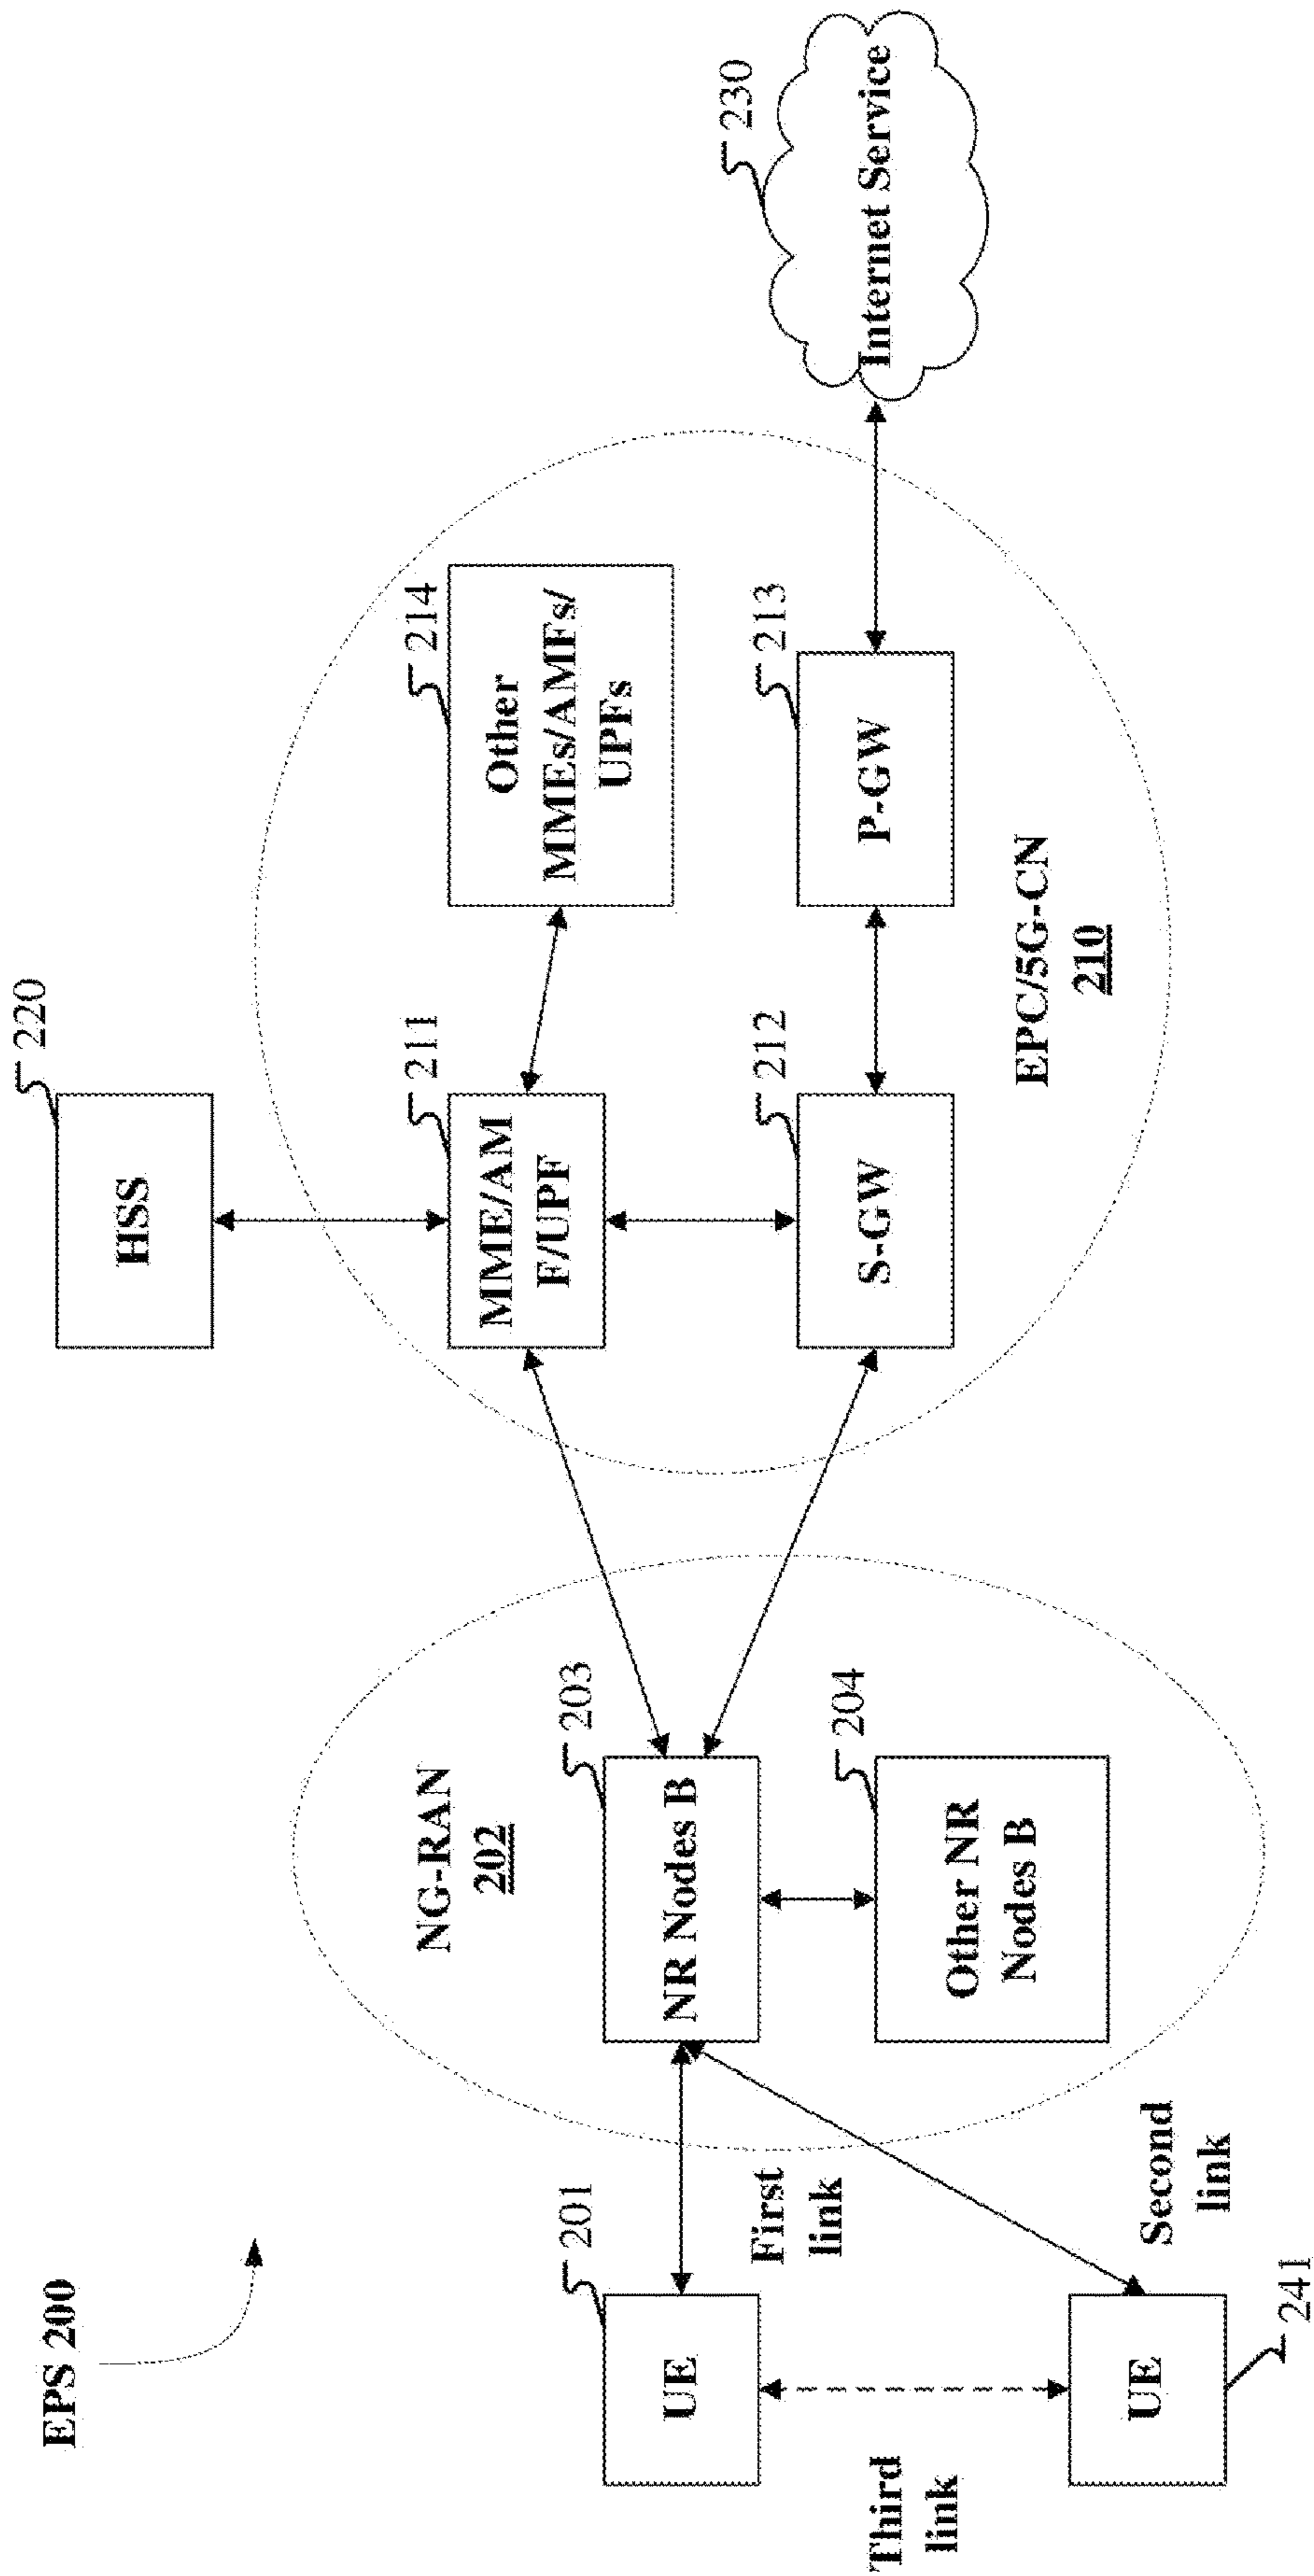 EPS 200
HSS
220
MME/AM
F/UPF
211
Other
MMEs/AMFs/
UPFs
214
NG-RAN
202
UE
201
NR Nodes B
203
First
link
S-GW
212
P-GW
213
Internet Service
230
Third
link
Other NR
Nodes B
204
EPC/5G-CN
210
UE
241
Second
link